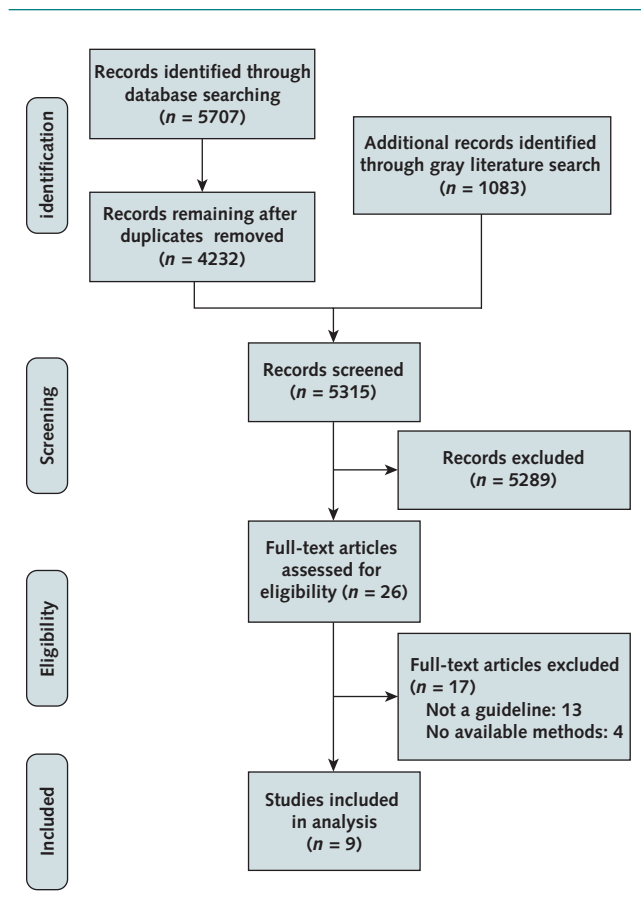 identification
Records identified through
database searching
(n = 5707)
Additional records identified
through gray literature search
(n = 1083)
Records remaining after
duplicates removed
(n = 4232)
Screening
Records screened
(n = 5315)
Records excluded
(n = 5289)
Eligibility
Full-text articles
assessed for
eligibility (n = 26)
Full-text articles excluded
(n = 17)
Not a guideline: 13
No available methods: 4
Included
Studies included
in analysis
(n = 9)